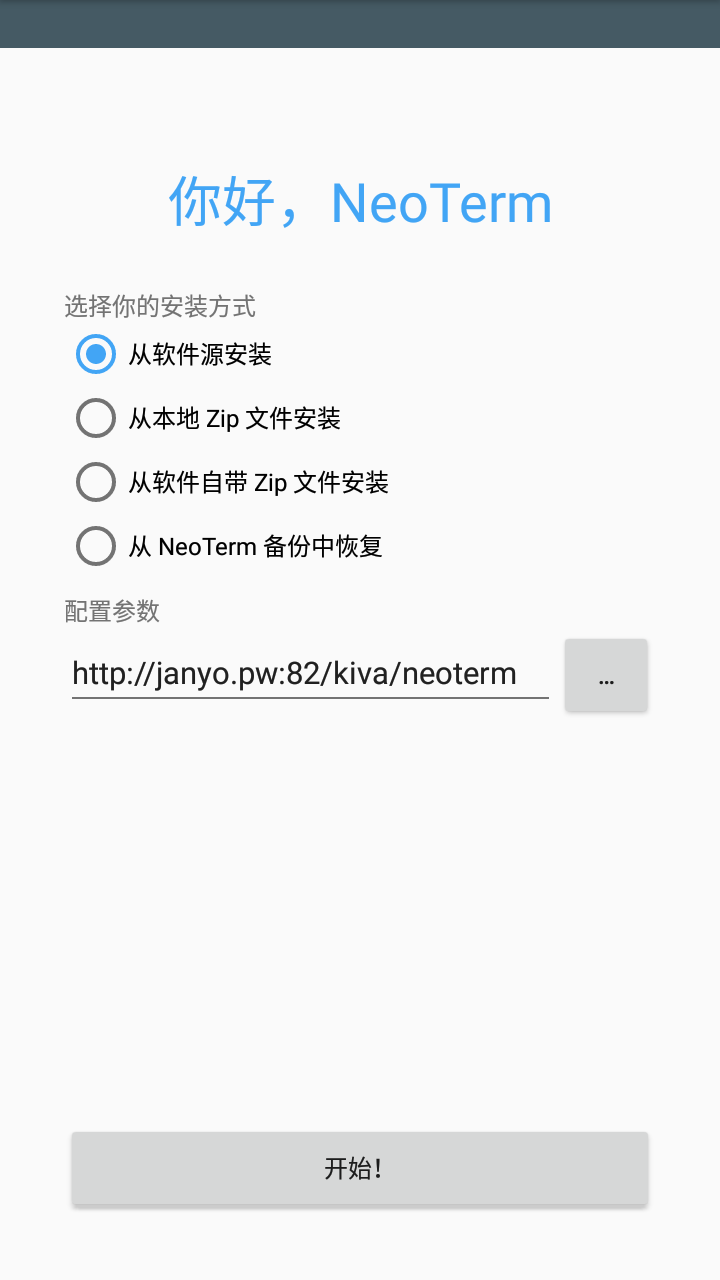 你好，NeoTerm
选择你的安装方式
从软件源安装
从本地 Zip 文件安装
从软件自带 Zip 文件安装
从 NeoTerm 备份中恢复
配置参数
http://janyo.pw:82/kiva/neoterm
...
开始！